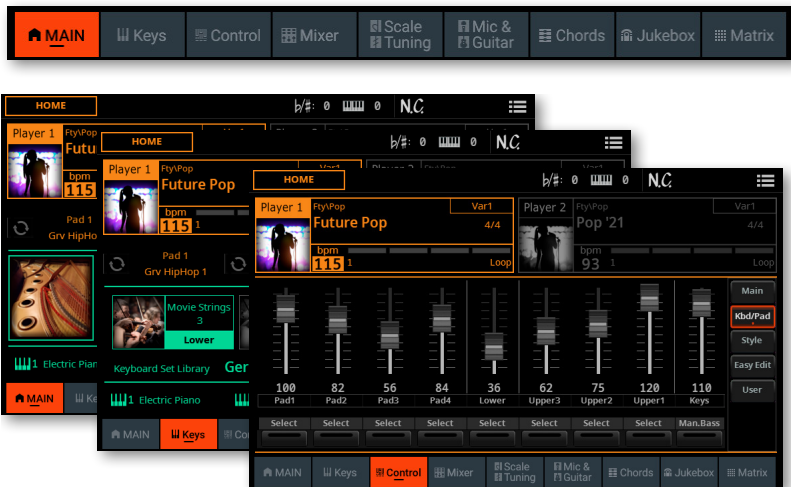 MAIN
Keys
Control
Mixer
Scale
Tuning
Mic &
Guitar
Chords
Jukebox
Matrix
HOME
♭/#: 0
0
N.C.
Player 1
Fty\Pop
Futu
bpm
115
Pad 1
Grv HipHo
1 Electric Pian
MAIN
HOME
♭/#: 0
0
N.C.
Player 1
Fty\Pop
Var1
Future Pop
bpm
115 1
Pad 1
Grv HipHop 1
Movie Strings
3
Lower
Keyboard Set Library
Gen
1 Electric Piano
MAIN
Keys
HOME
♭/#: 0
0
N.C.
Player 1
Fty\Pop
Var1
Future Pop
4/4
bpm
115 1
Loop
Player 2
Fty\Pop
Var1
Pop '21
4/4
bpm
93 1
Loop
100 82 56 84 36 62 75 120 110
Pad1 Pad2 Pad3 Pad4 Lower Upper3 Upper2 Upper1 Keys
Select Select Select Select Select Select Select Select Man.Bass
Main
Kbd/Pad
Style
Easy Edit
User
MAIN
Keys
Control
Mixer
Scale
Tuning
Mic &
Guitar
Chords
Jukebox
Matrix